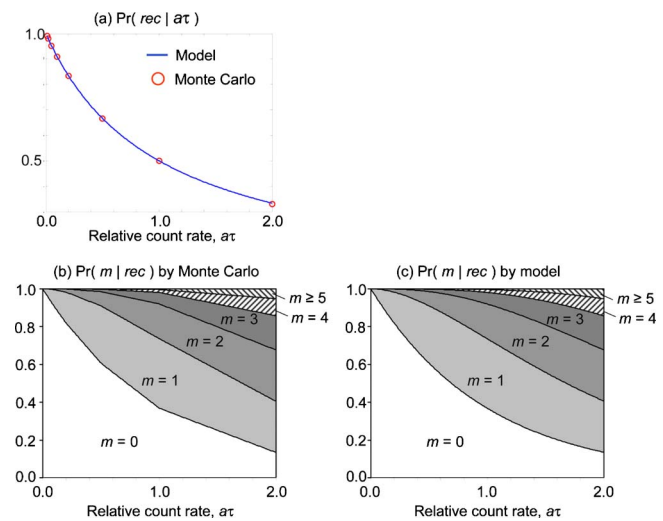 (a) Pr( rec | aτ )
1.0
Model
Monte Carlo
0.5
0.0 1.0 2.0
Relative count rate, aτ
(b) Pr( m | rec ) by Monte Carlo
1.0
0.8
0.6
0.4
0.2
0.0
m ≥ 5
m = 4
m = 3
m = 2
m = 1
m = 0
0.0 1.0 2.0
Relative count rate, aτ
(c) Pr( m | rec ) by model
1.0
0.8
0.6
0.4
0.2
0.0
m ≥ 5
m = 4
m = 3
m = 2
m = 1
m = 0
0.0 1.0 2.0
Relative count rate, aτ